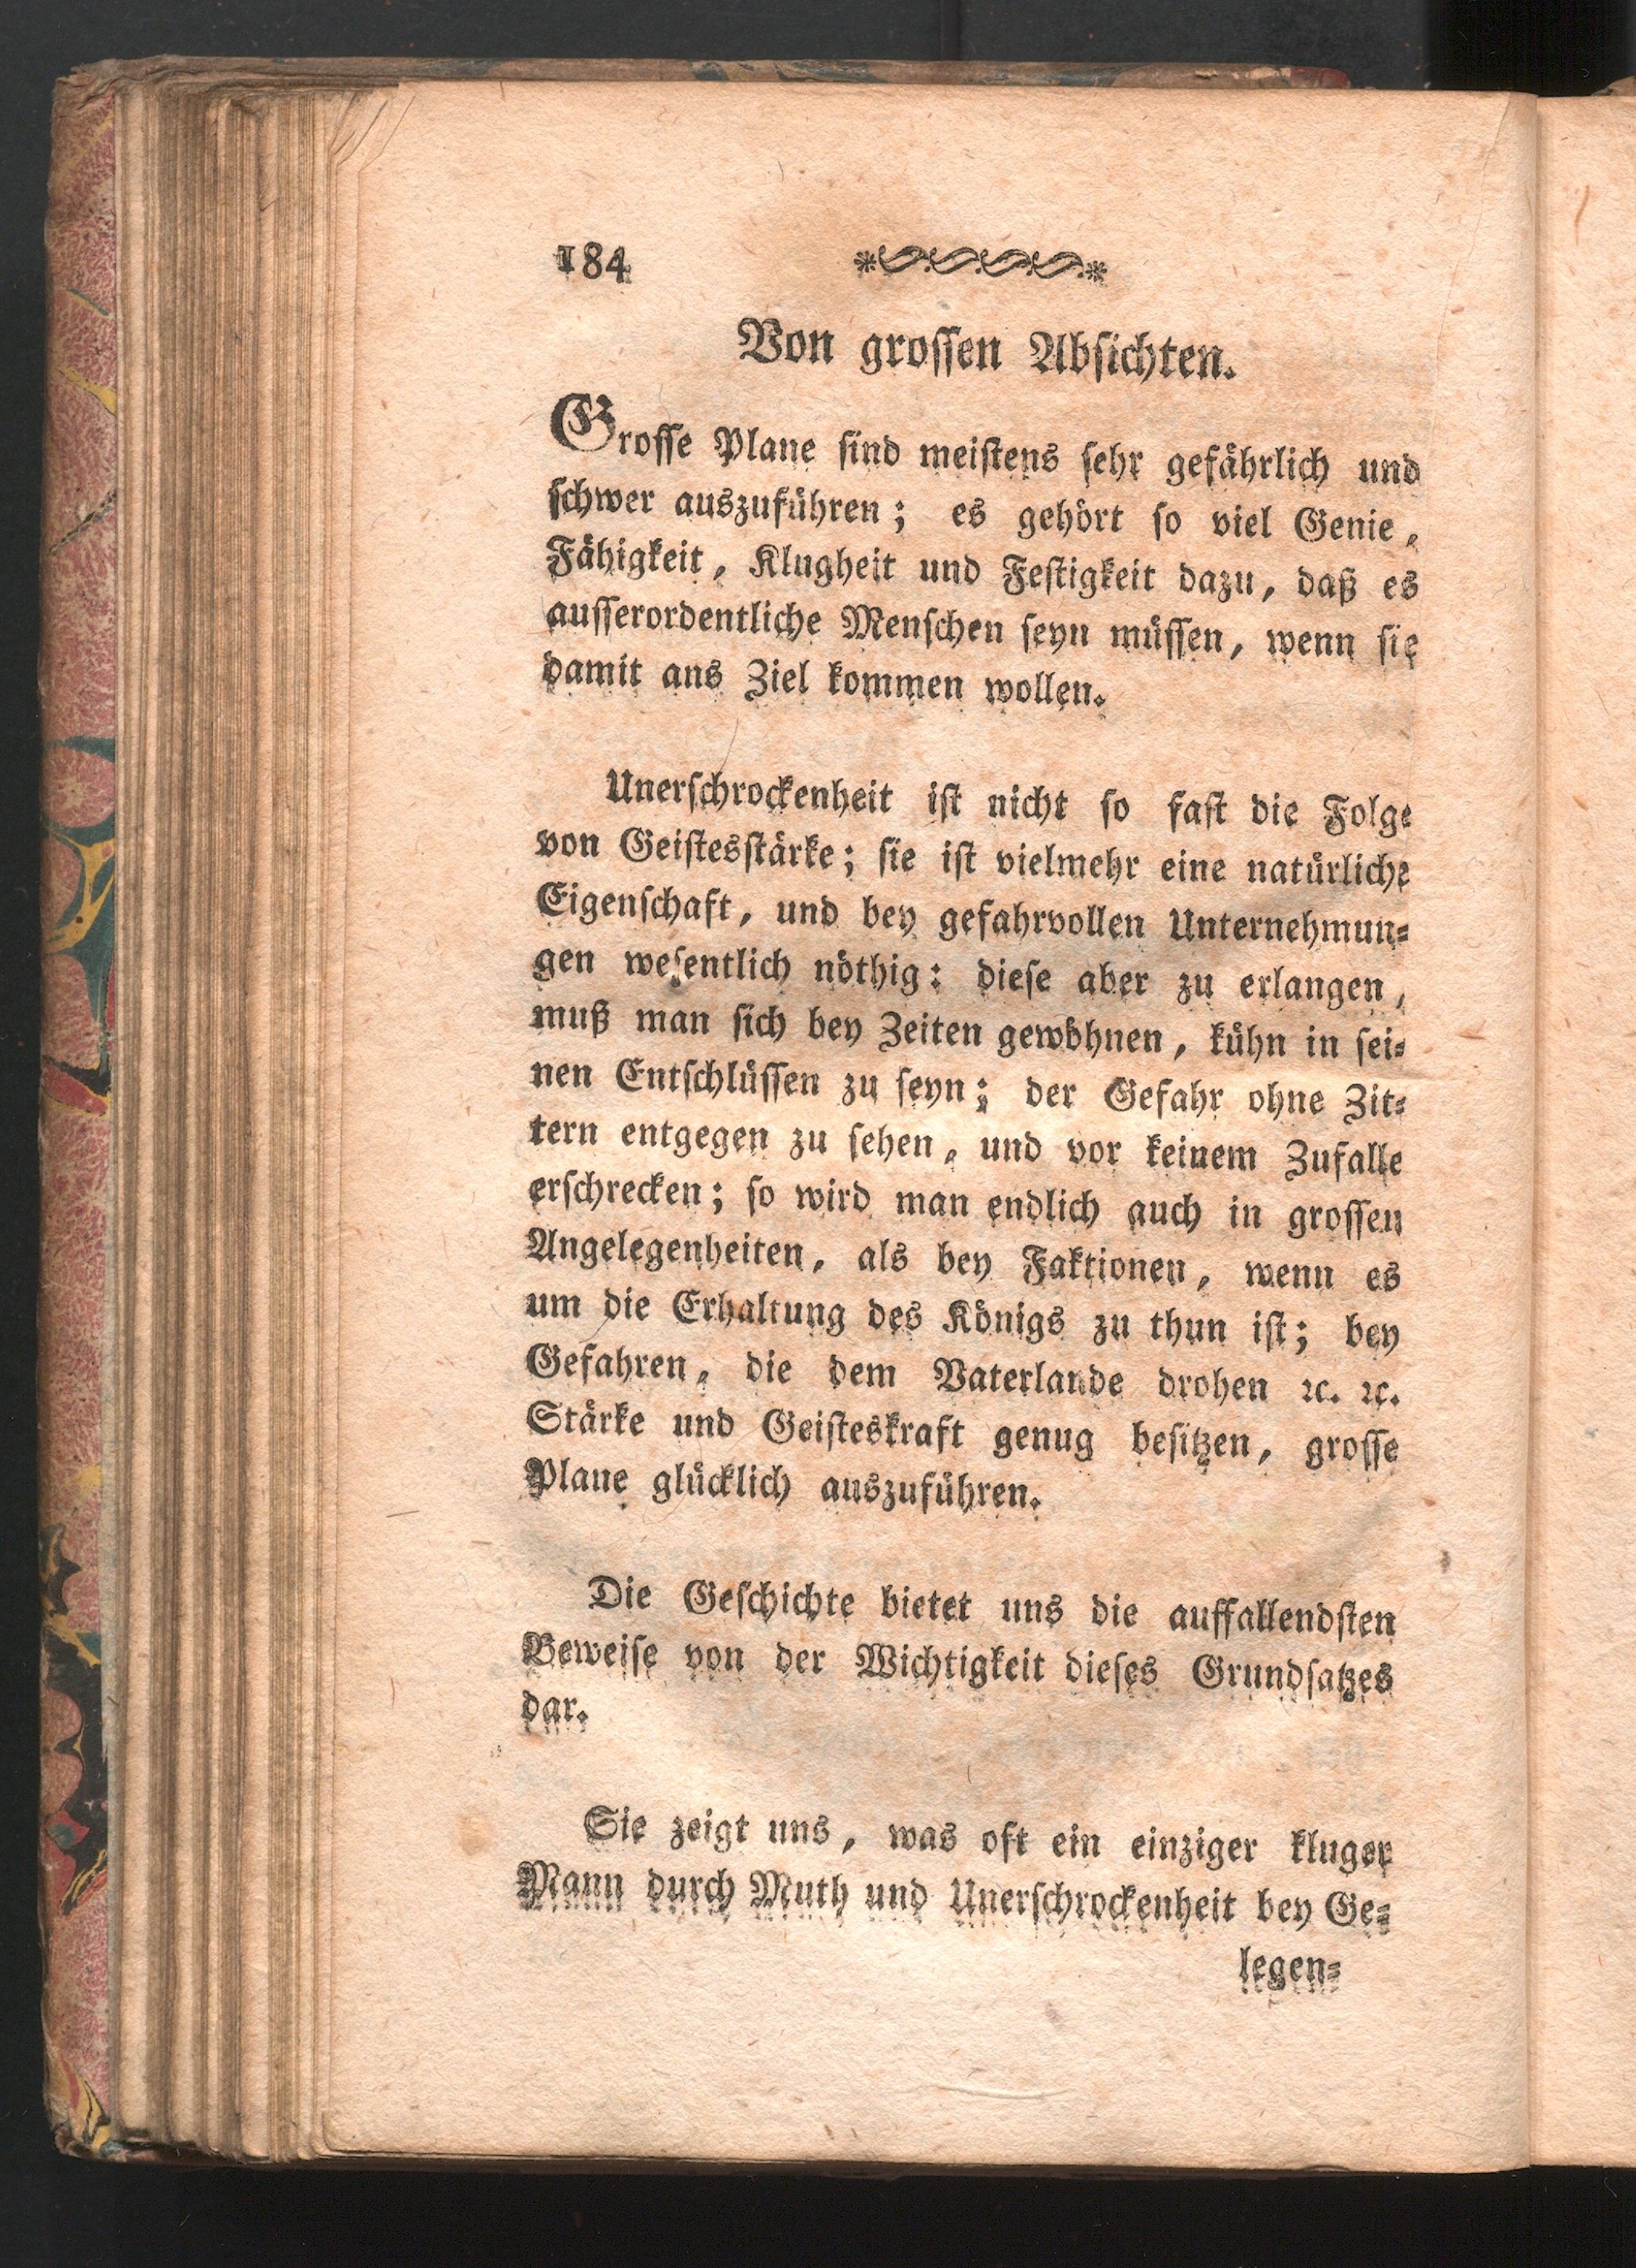 184
Von grossen Absichten.
Grosse Plane sind meistens sehr gefährlich und
schwer auszuführen; es gehört so viel Genie,
Fähigkeit, Klugheit und Festigkeit dazu, daß es
ausserordentliche Menschen seyn müssen, wenn sie
damit ans Ziel kommen wollen.
Unerschrockenheit ist nicht so fast die Folge
von Geistesstärke; sie ist vielmehr eine natürliche
Eigenschaft, und bey gefahrvollen Unternehmun-
gen wesentlich nöthig: diese aber zu erlangen,
muß man sich bey Zeiten gewöhnen, kühn in sei-
nen Entschlüssen zu seyn; der Gefahr ohne Zit-
tern entgegen zu sehen, und vor keinem Zufalle
erschrecken; so wird man endlich auch in grossen
Angelegenheiten, als bey Faktionen, wenn es
um die Erhaltung des Königs zu thun ist; bey
Gefahren, die dem Vaterlande drohen ꝛc. ꝛc.
Stärke und Geisteskraft genug besitzen, grosse
Plane glücklich auszuführen.
Die Geschichte bietet uns die auffallendsten
Beweise von der Wichtigkeit dieses Grundsatzes
dar.
Sie zeigt uns, was oft ein einziger kluger
Mann durch Muth und Unerschrockenheit bey Ge-
legen-